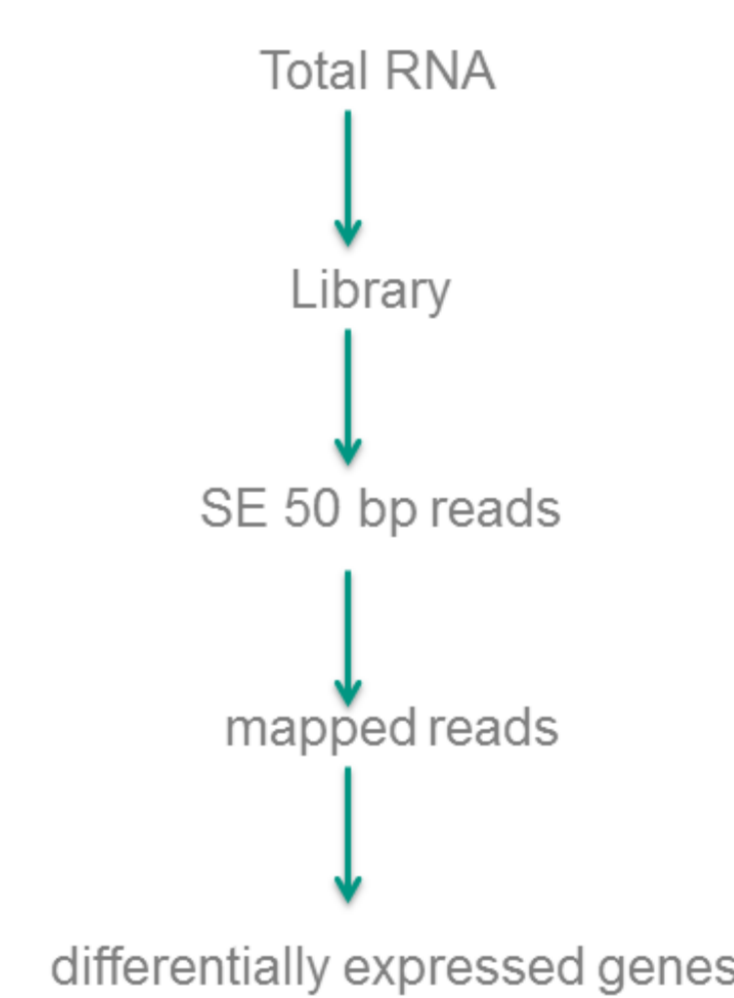 Total RNA
Library
SE 50 bp reads
mapped reads
differentially expressed genes